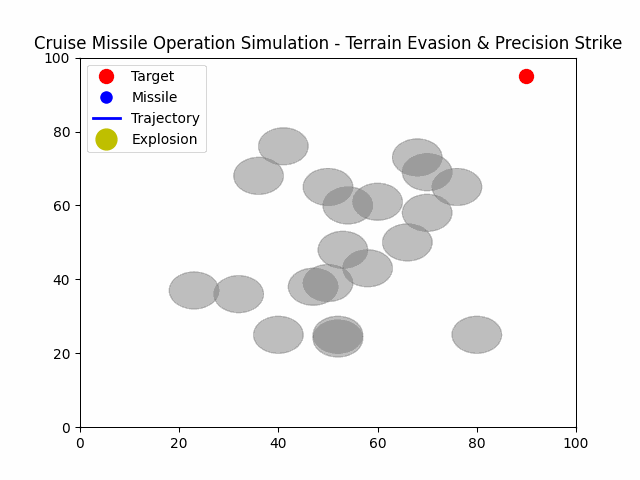 Cruise Missile Operation Simulation - Terrain Evasion & Precision Strike
Target
Missile
Trajectory
Explosion
100
80
60
40
20
0
0 20 40 60 80 100